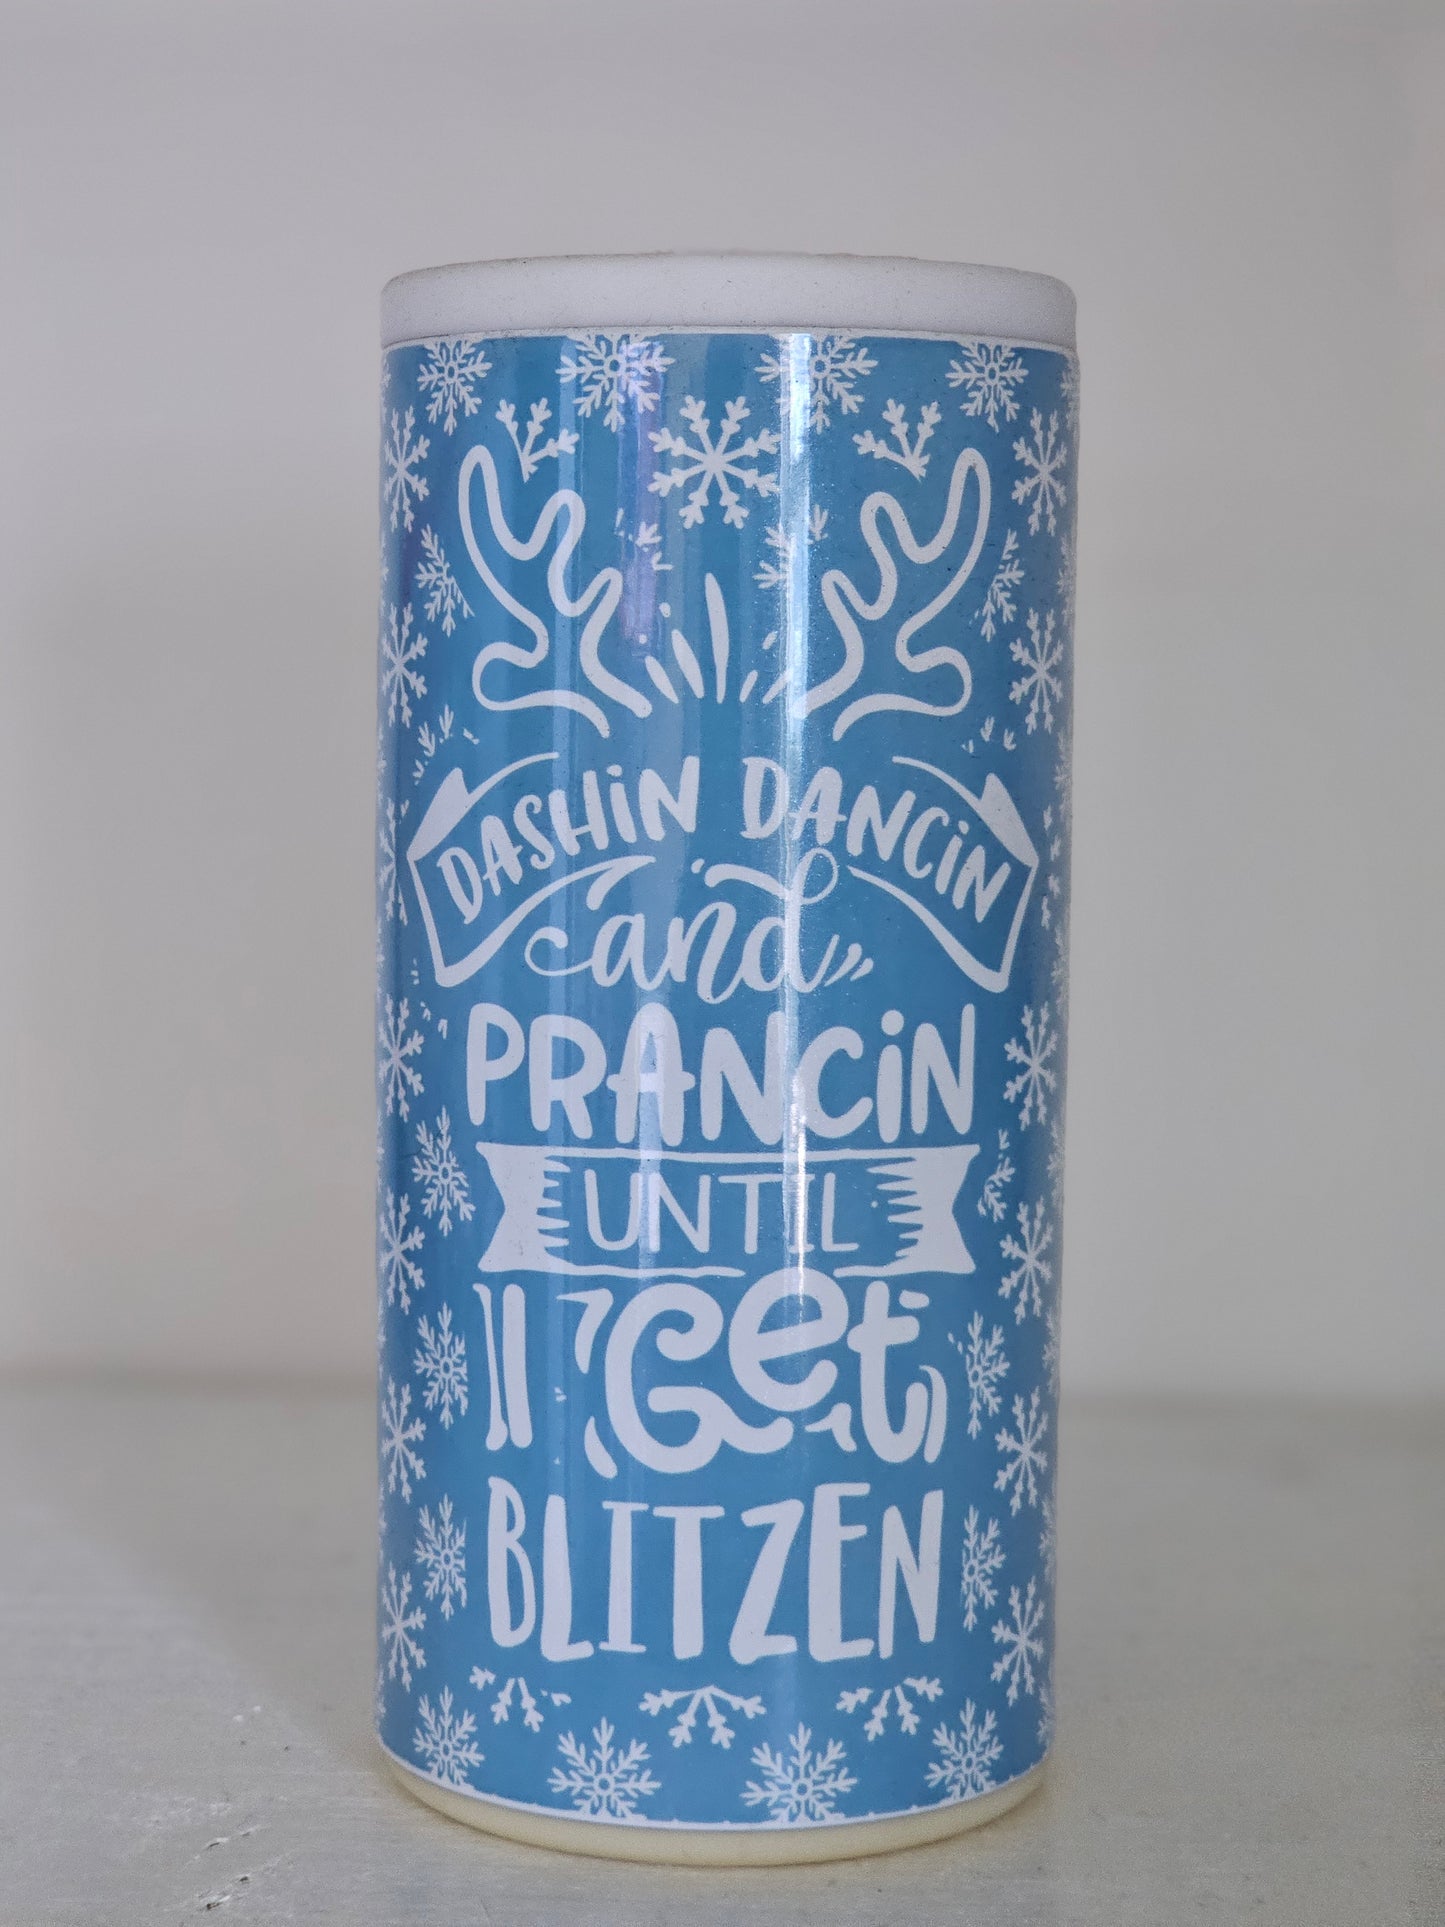 DASHiN DANCiN
and
PRANCiN
UNTIL
I Get
BLITZEN